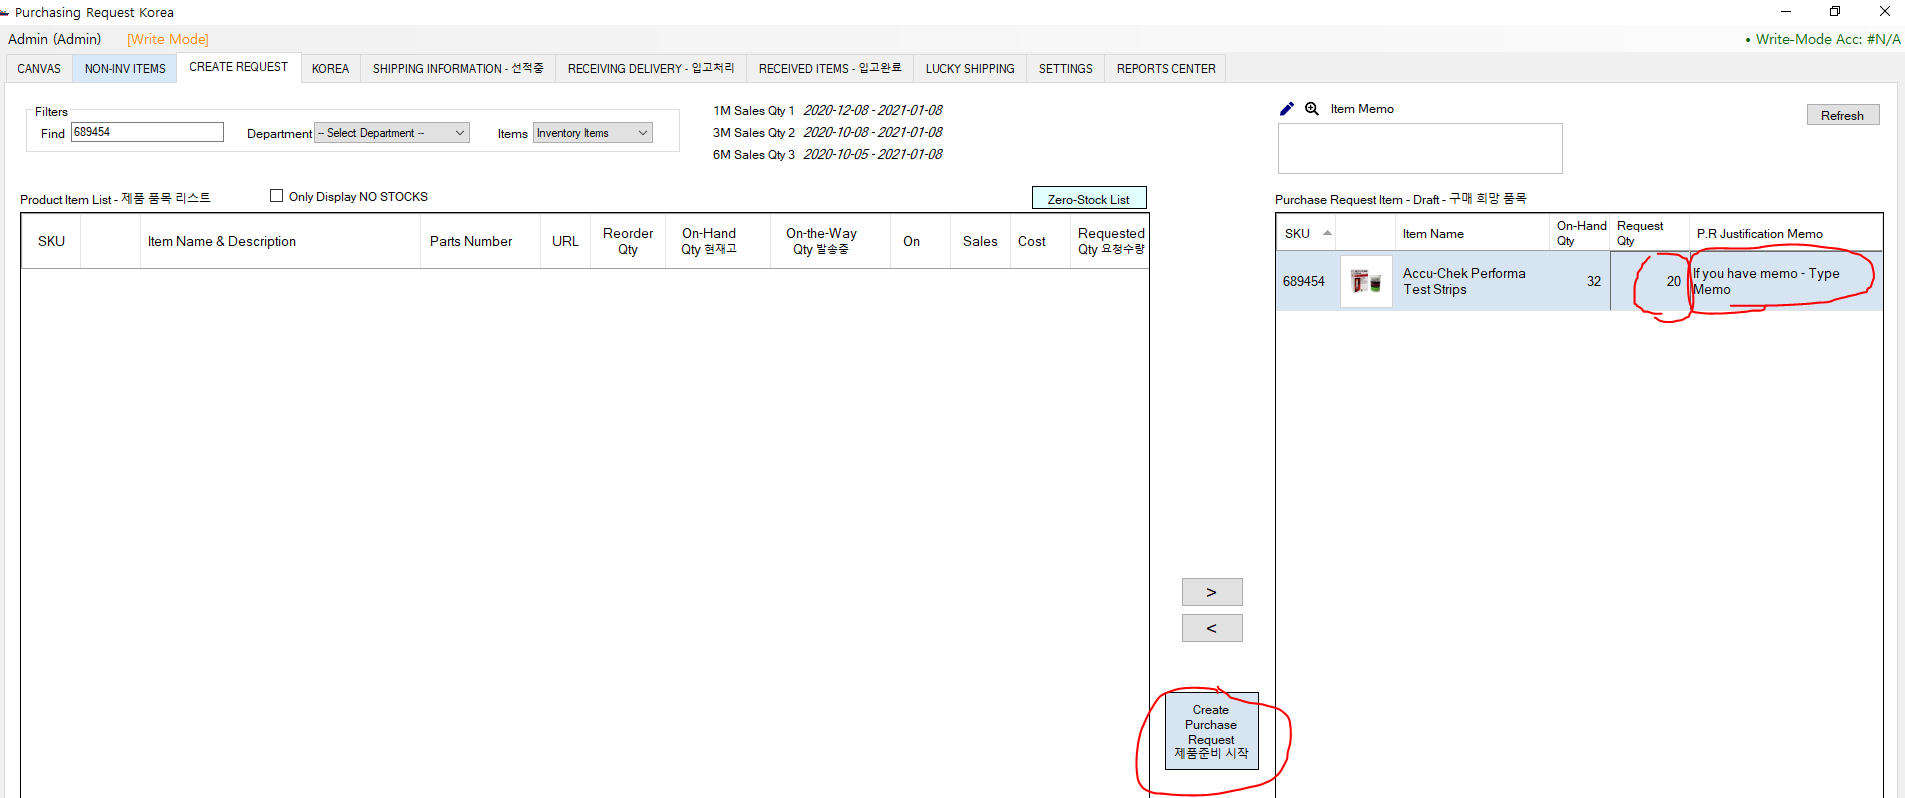 Purchasing Request Korea
Admin (Admin) [Write Mode] • Write-Mode Acc: #N/A
CANVAS NON-INV ITEMS CREATE REQUEST KOREA SHIPPING INFORMATION - 선적중 RECEIVING DELIVERY - 입고처리 RECEIVED ITEMS - 입고완료 LUCKY SHIPPING SETTINGS REPORTS CENTER
Filters
Find 689454 Department -- Select Department -- Items Inventory Items
1M Sales Qty 1 2020-12-08 - 2021-01-08
3M Sales Qty 2 2020-10-08 - 2021-01-08
6M Sales Qty 3 2020-10-05 - 2021-01-08
Item Memo
Refresh
Product Item List - 제품 품목 리스트 Only Display NO STOCKS Zero-Stock List
SKU Item Name & Description Parts Number URL Reorder Qty On-Hand Qty 현재고 On-the-Way Qty 발송중 On Sales Cost Requested Qty 요청수량
>
<
Create
Purchase
Request
제품준비 시작
Purchase Request Item - Draft - 구매 희망 품목
SKU Item Name On-Hand Qty Request Qty P.R Justification Memo
689454 Accu-Chek Performa Test Strips 32 20 If you have memo - Type Memo